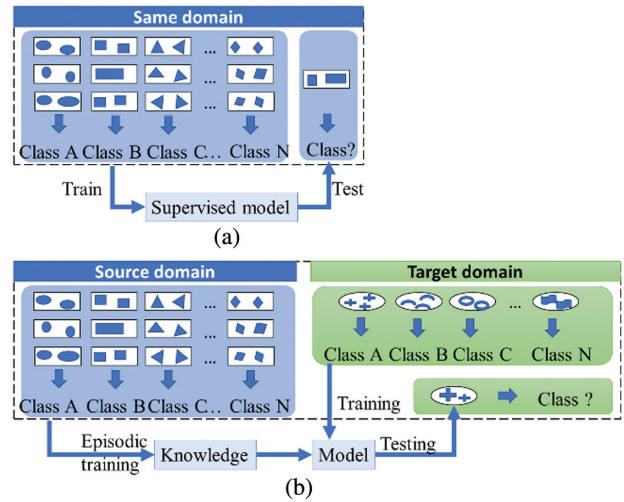 Same domain
...
...
...
Class A Class B Class C... Class N
Class?
Train
Test
Supervised model
(a)
Source domain
Target domain
...
...
...
...
Class A Class B Class C Class N
Class A Class B Class C.. Class N
Class ?
Training
Episodic
training
Knowledge
Model
Testing
(b)